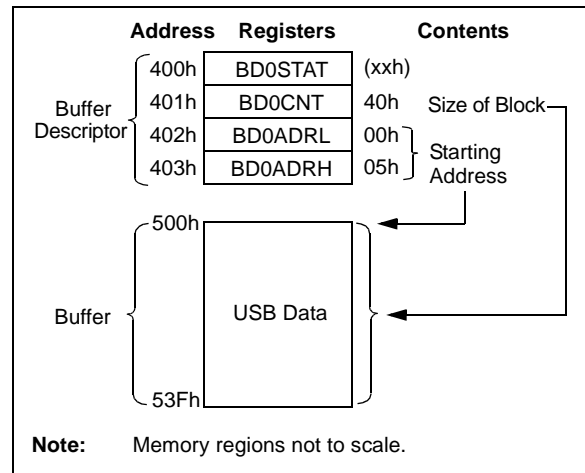 Address Registers Contents
400h BD0STAT (xxh)
401h BD0CNT 40h Size of Block
Buffer
Descriptor
402h BD0ADRL 00h
403h BD0ADRH 05h
Starting
Address
500h
Buffer USB Data
53Fh
Note: Memory regions not to scale.